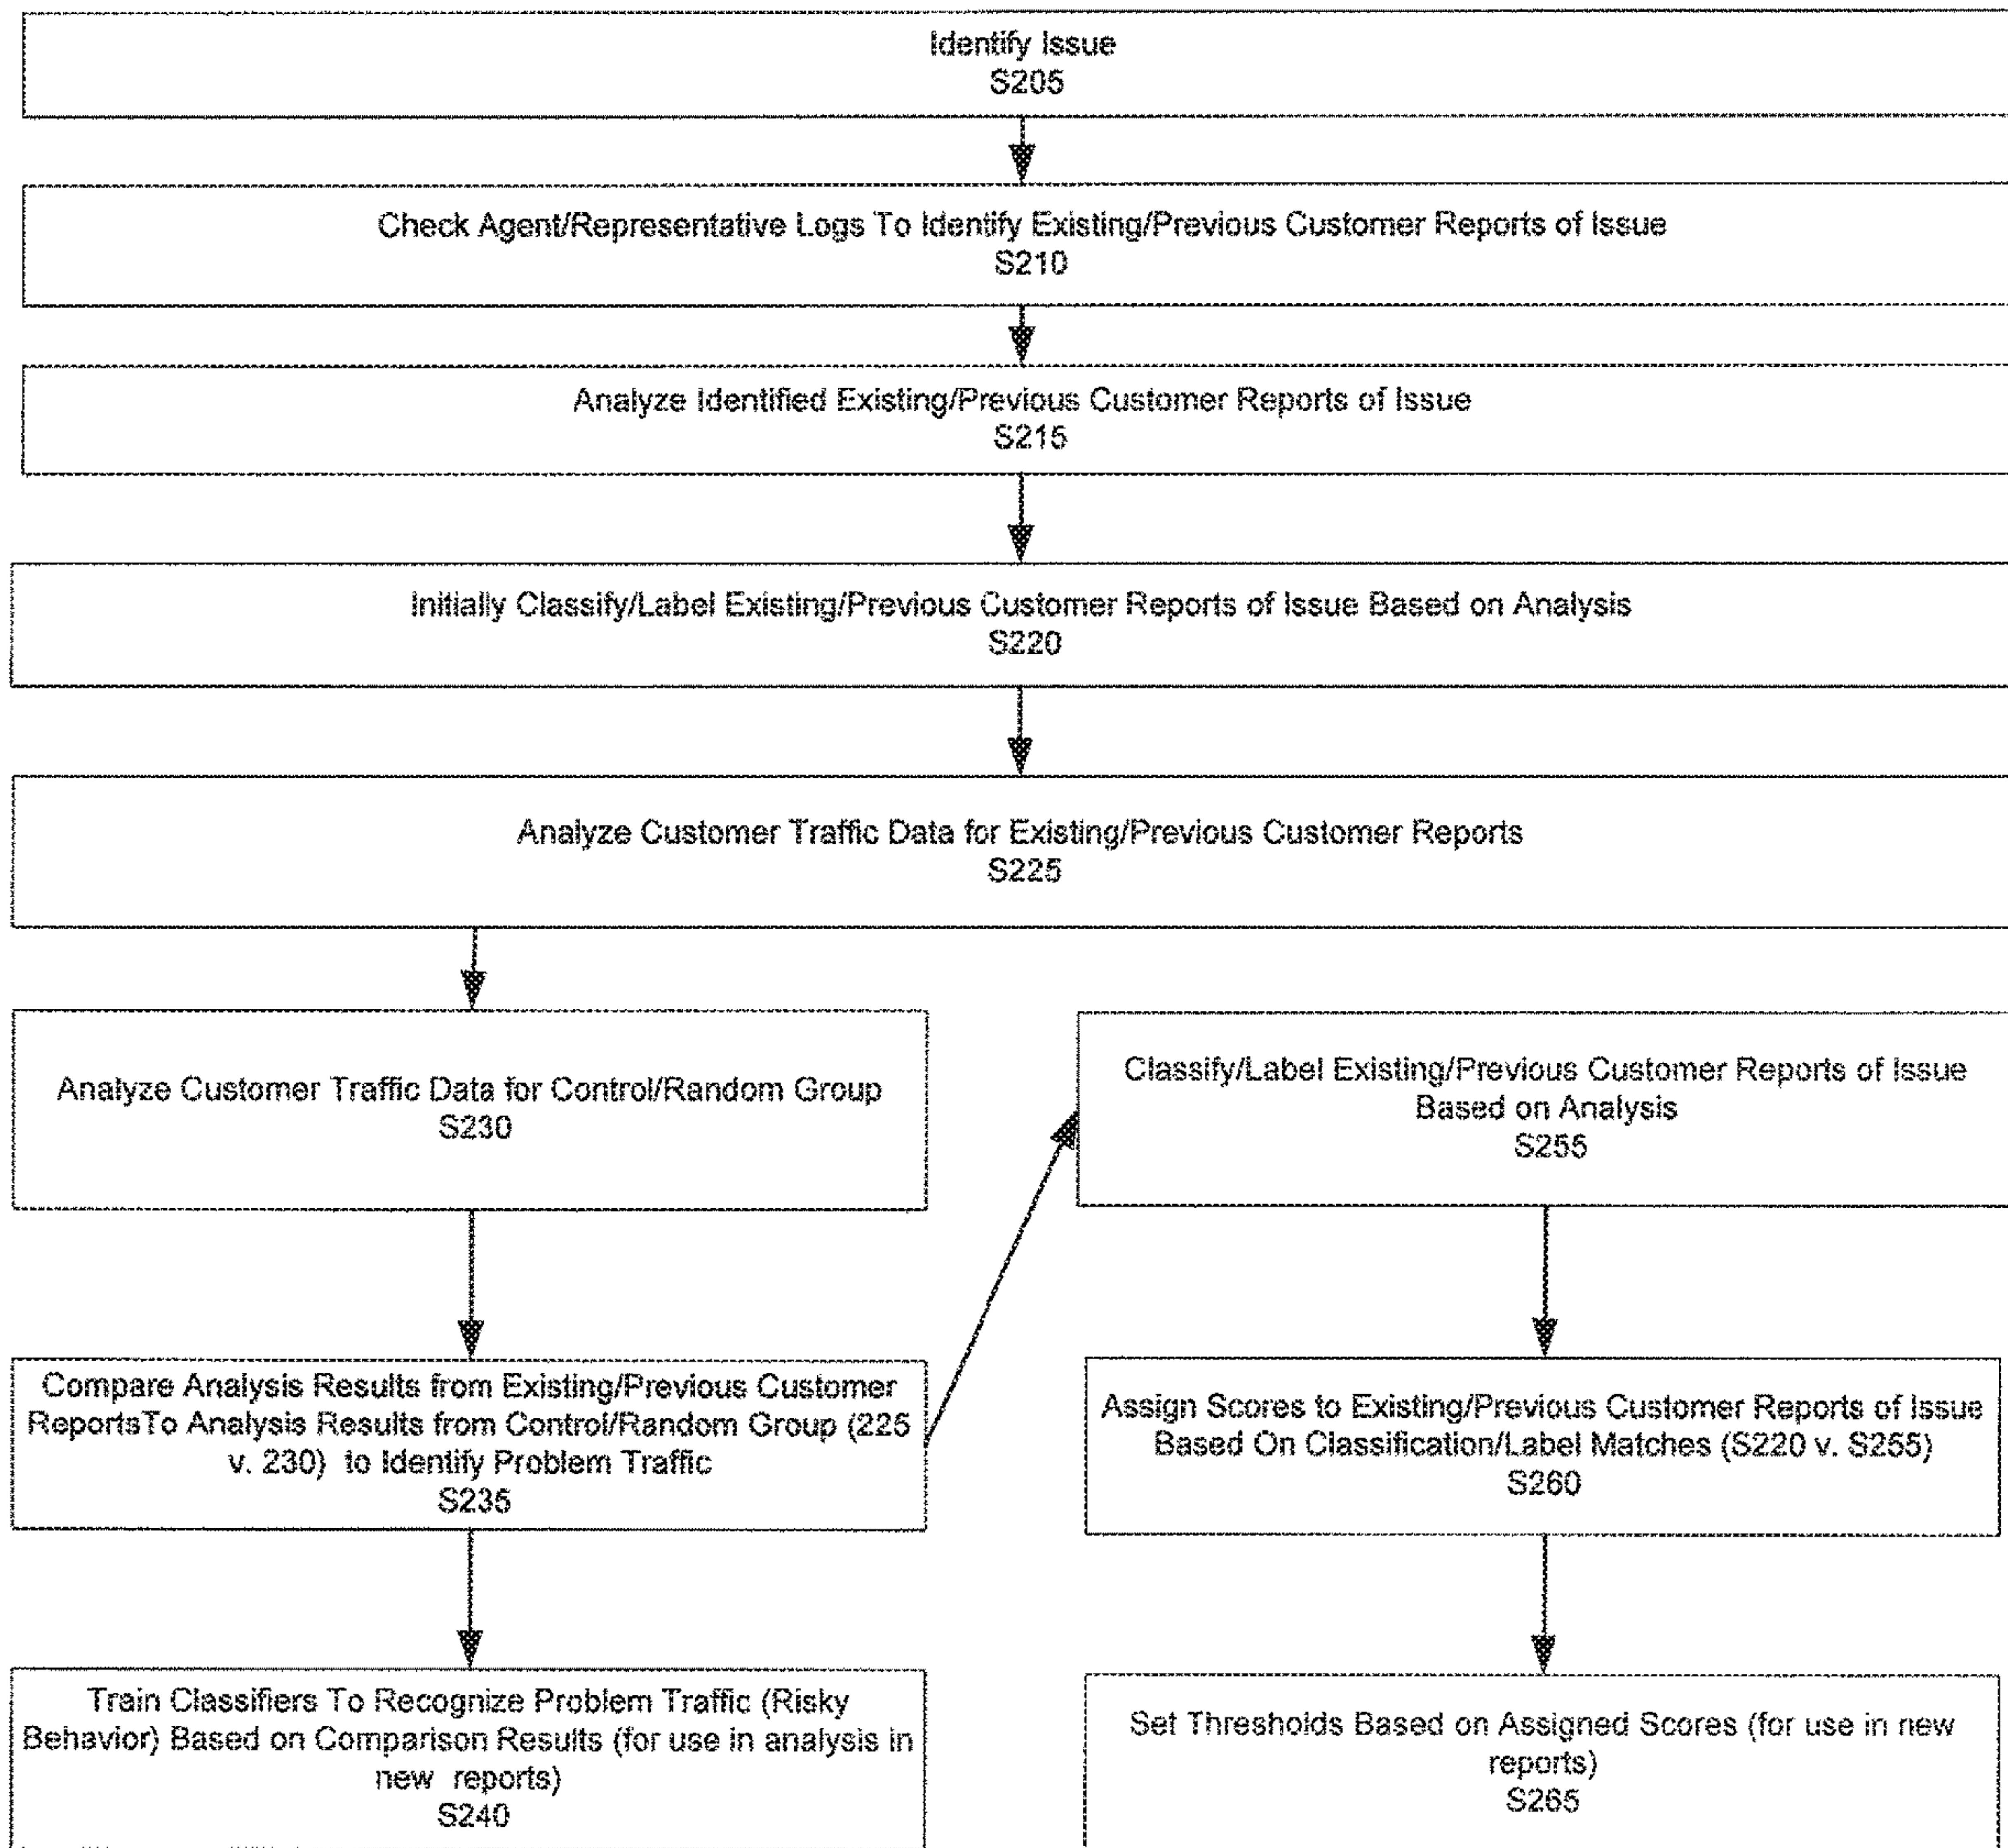 Identify Issue
S205
Check Agent/Representative Logs To Identify Existing/Previous Customer Reports of Issue
S210
Analyze Identified Existing/Previous Customer Reports of Issue
S215
Initially Classify/Label Existing/Previous Customer Reports of Issue Based on Analysis
S220
Analyze Customer Traffic Data for Existing/Previous Customer Reports
S225
Analyze Customer Traffic Data for Control/Random Group
S230
Compare Analysis Results from Existing/Previous Customer
ReportsTo Analysis Results from Control/Random Group (225
v. 230) to Identify Problem Traffic
S235
Train Classifiers To Recognize Problem Traffic (Risky
Behavior) Based on Comparison Results (for use in analysis in
new reports)
S240
Classify/Label Existing/Previous Customer Reports of Issue
Based on Analysis
S255
Assign Scores to Existing/Previous Customer Reports of Issue
Based On Classification/Label Matches (S220 v. S255)
S260
Set Thresholds Based on Assigned Scores (for use in new
reports)
S265